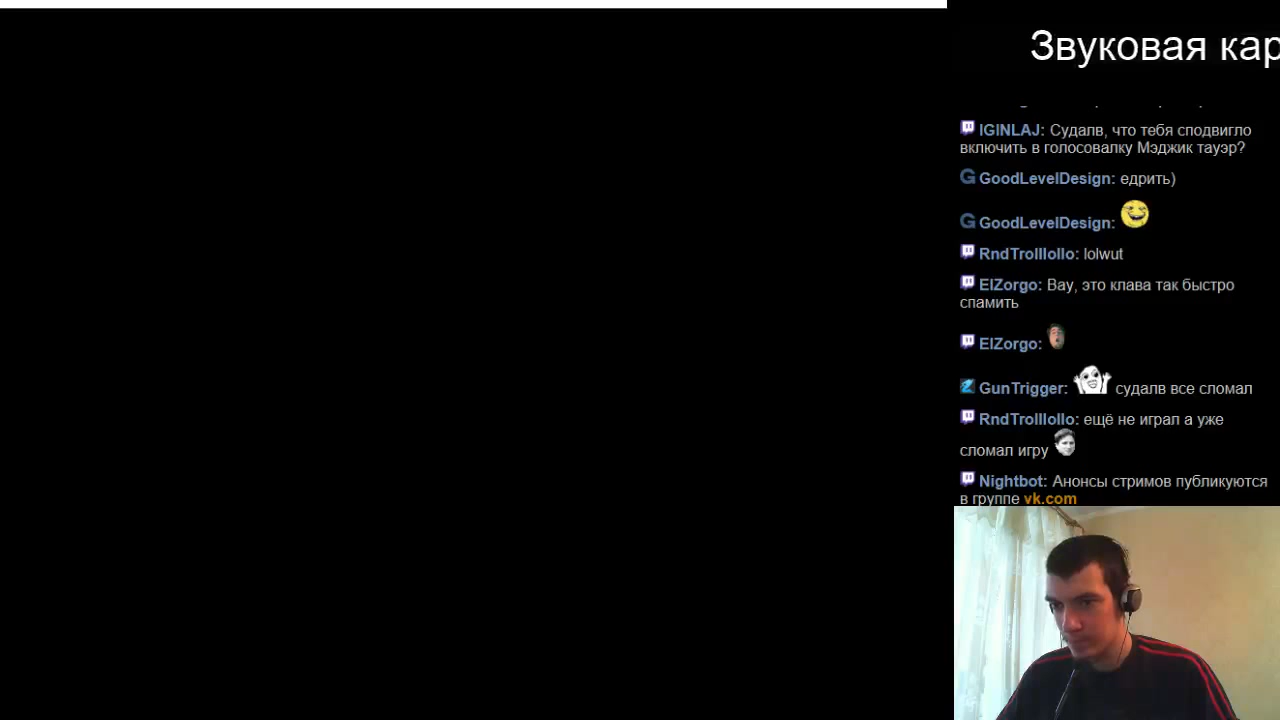 Звуковая кар
IGINLAJ: Судалв, что тебя сподвигло
включить в голосовалку Мэджик тауэр?
GoodLevelDesign: едрить)
GoodLevelDesign:
RndTrolllollo: lolwut
ElZorgo: Вау, это клава так быстро
спамить
ElZorgo:
GunTrigger: судалв все сломал
RndTrolllollo: ещё не играл а уже
сломал игру
Nightbot: Анонсы стримов публикуются
в группе vk.com